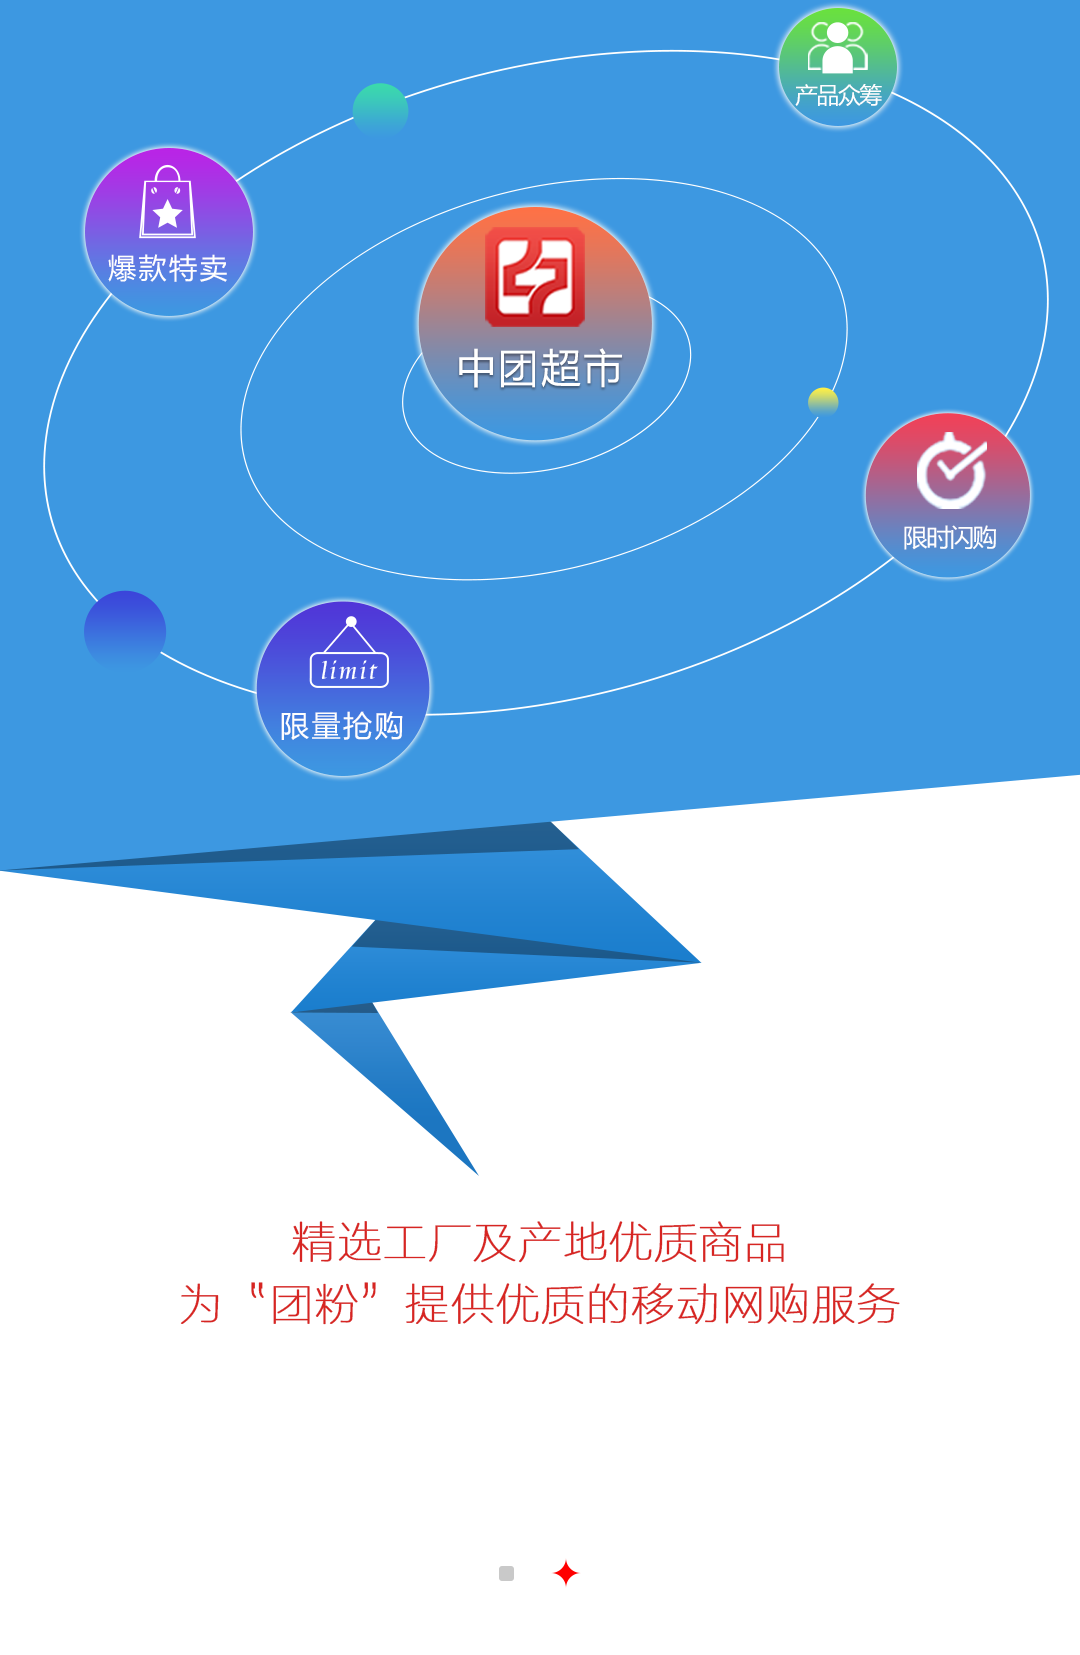 产品众筹
爆款特卖
中团超市
限时闪购
limit
限量抢购
精选工厂及产地优质商品
为“团粉”提供优质的移动网购服务